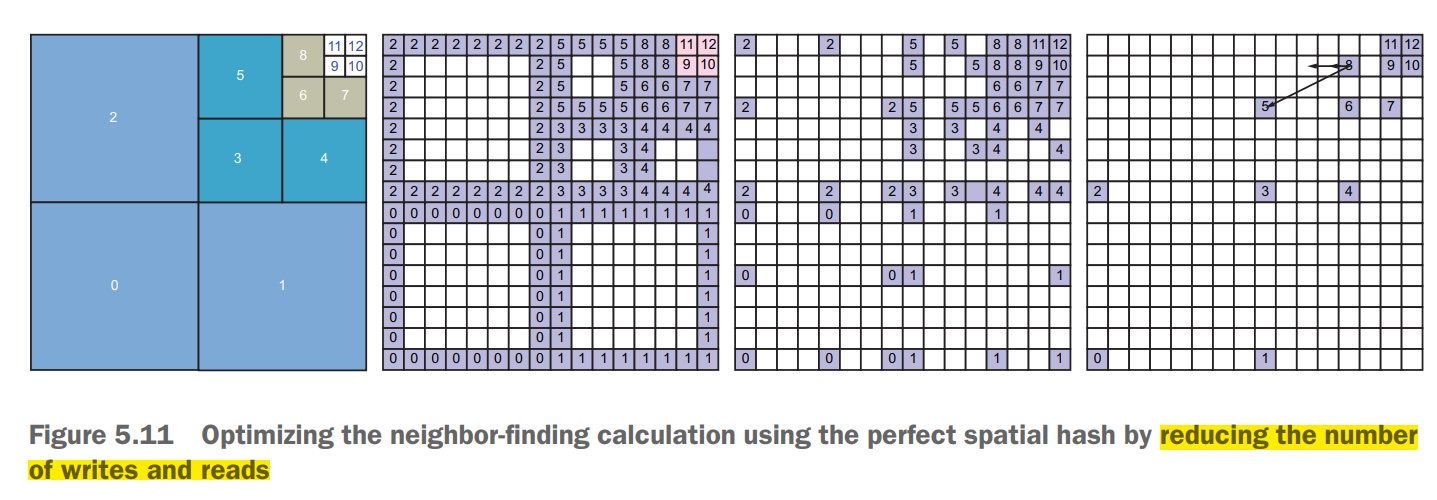 8 11 12
5 9 10
6 7
2
3 4
0 1
2 2 2 2 2 2 2 2 5 5 5 5 8 8 11 12
2 2 5 5 8 8 9 10
2 2 5 5 6 6 7 7
2 2 5 5 5 5 6 6 7 7
2 2 3 3 3 3 4 4 4 4
2 2 3 3 4
2 2 3 3 4
2 2 2 2 2 2 2 2 3 3 3 3 4 4 4 4
0 0 0 0 0 0 0 0 1 1 1 1 1 1 1 1
0 0 1 1
0 0 1 1
0 0 1 1
0 0 1 1
0 0 1 1
0 0 1 1
0 0 0 0 0 0 0 0 1 1 1 1 1 1 1 1
2 2 5 5 8 8 11 12
5 5 8 8 9 10
6 6 7 7
2 2 5 5 5 6 6 7 7
3 3 4 4
3 3 4 4
2 2 2 3 3 4 4 4
0 0 1 1
0 0 1 1
0 0 0 1 1 1
11 12
8 9 10
5 6 7
2 3 4
0 1
Figure 5.11 Optimizing the neighbor-finding calculation using the perfect spatial hash by reducing the number
of writes and reads